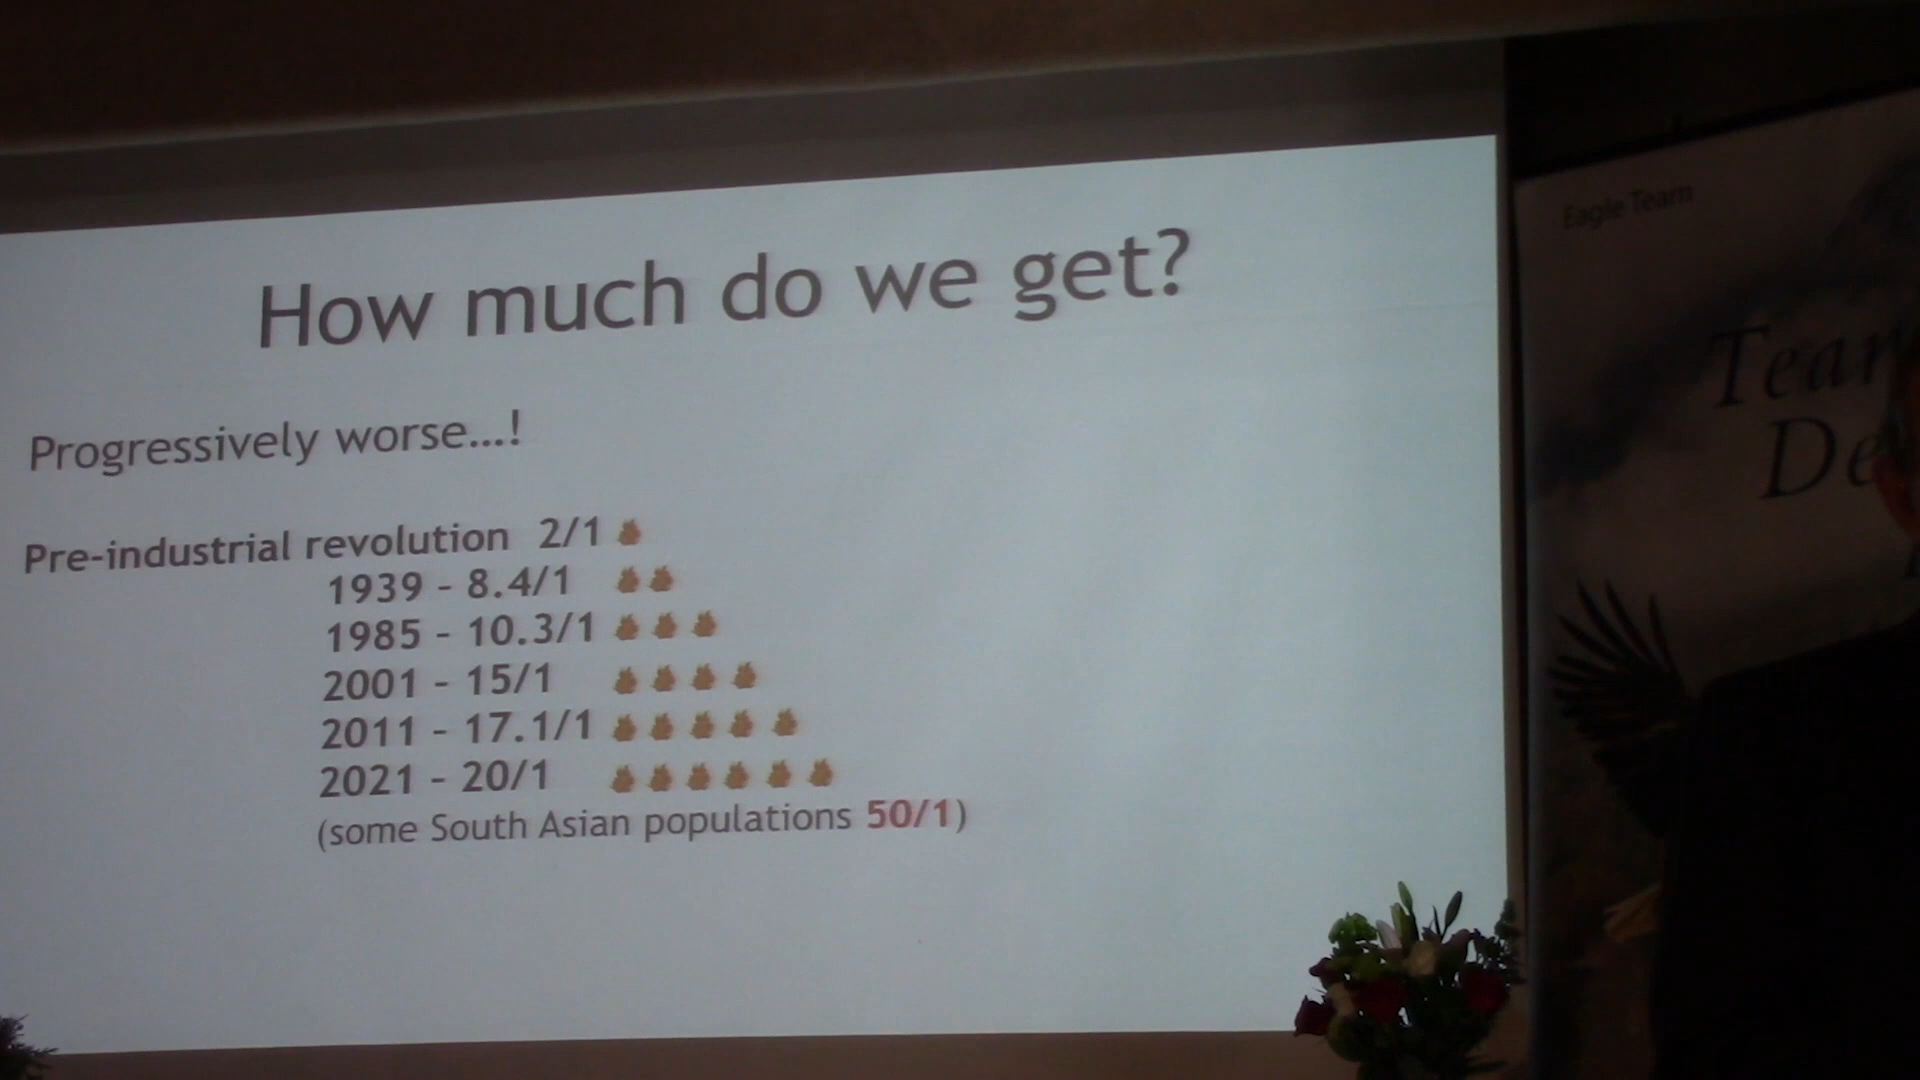 How much do we get?
Progressively worse...!
Pre-industrial revolution 2/1
1939 - 8.4/1
1985 - 10.3/1
2001 - 15/1
2011 - 17.1/1
2021 - 20/1
(some South Asian populations 50/1)
Eagle Team